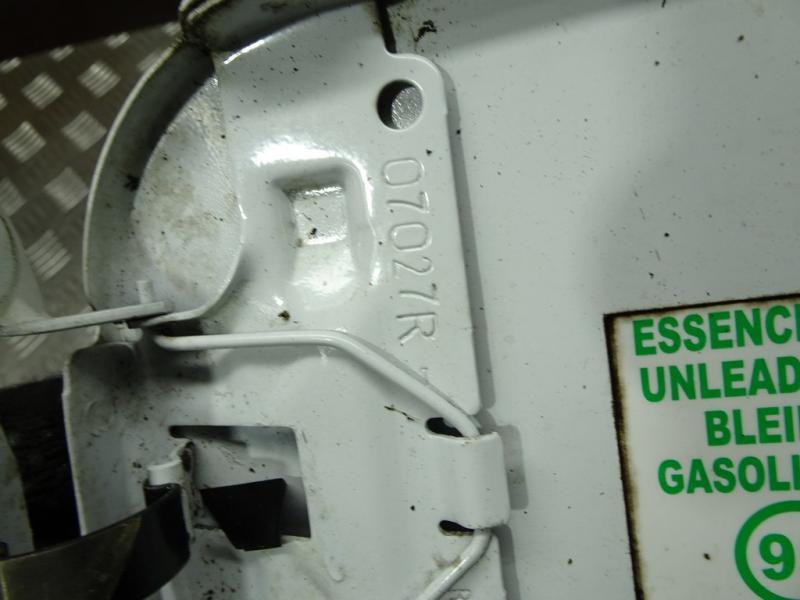 07027R
ESSENC
UNLEAD
BLEI
GASOLI
9